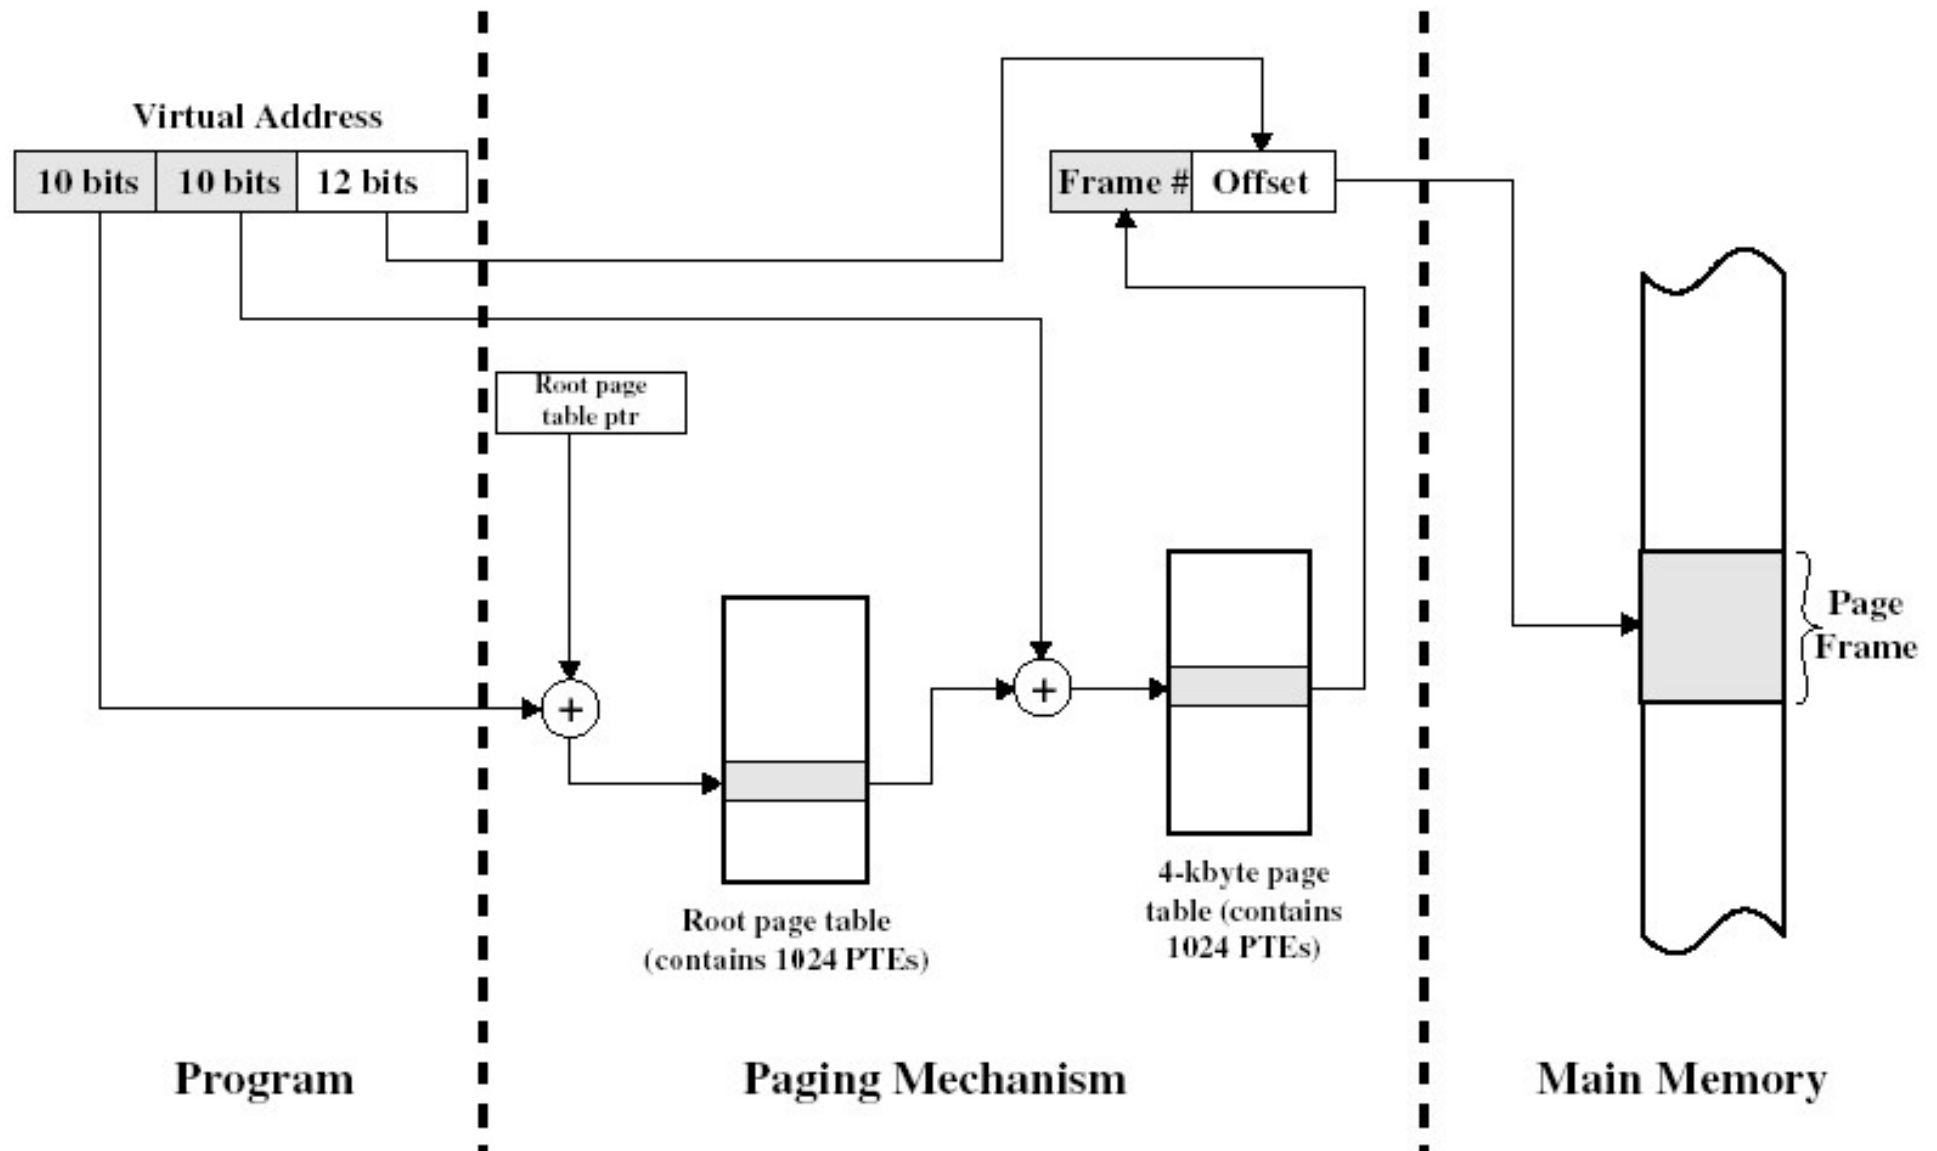 Virtual Address
10 bits 10 bits 12 bits
Frame # Offset
Root page
table ptr
+
+
Page
Frame
4-kbyte page
table (contains
1024 PTEs)
Root page table
(contains 1024 PTEs)
Program
Paging Mechanism
Main Memory